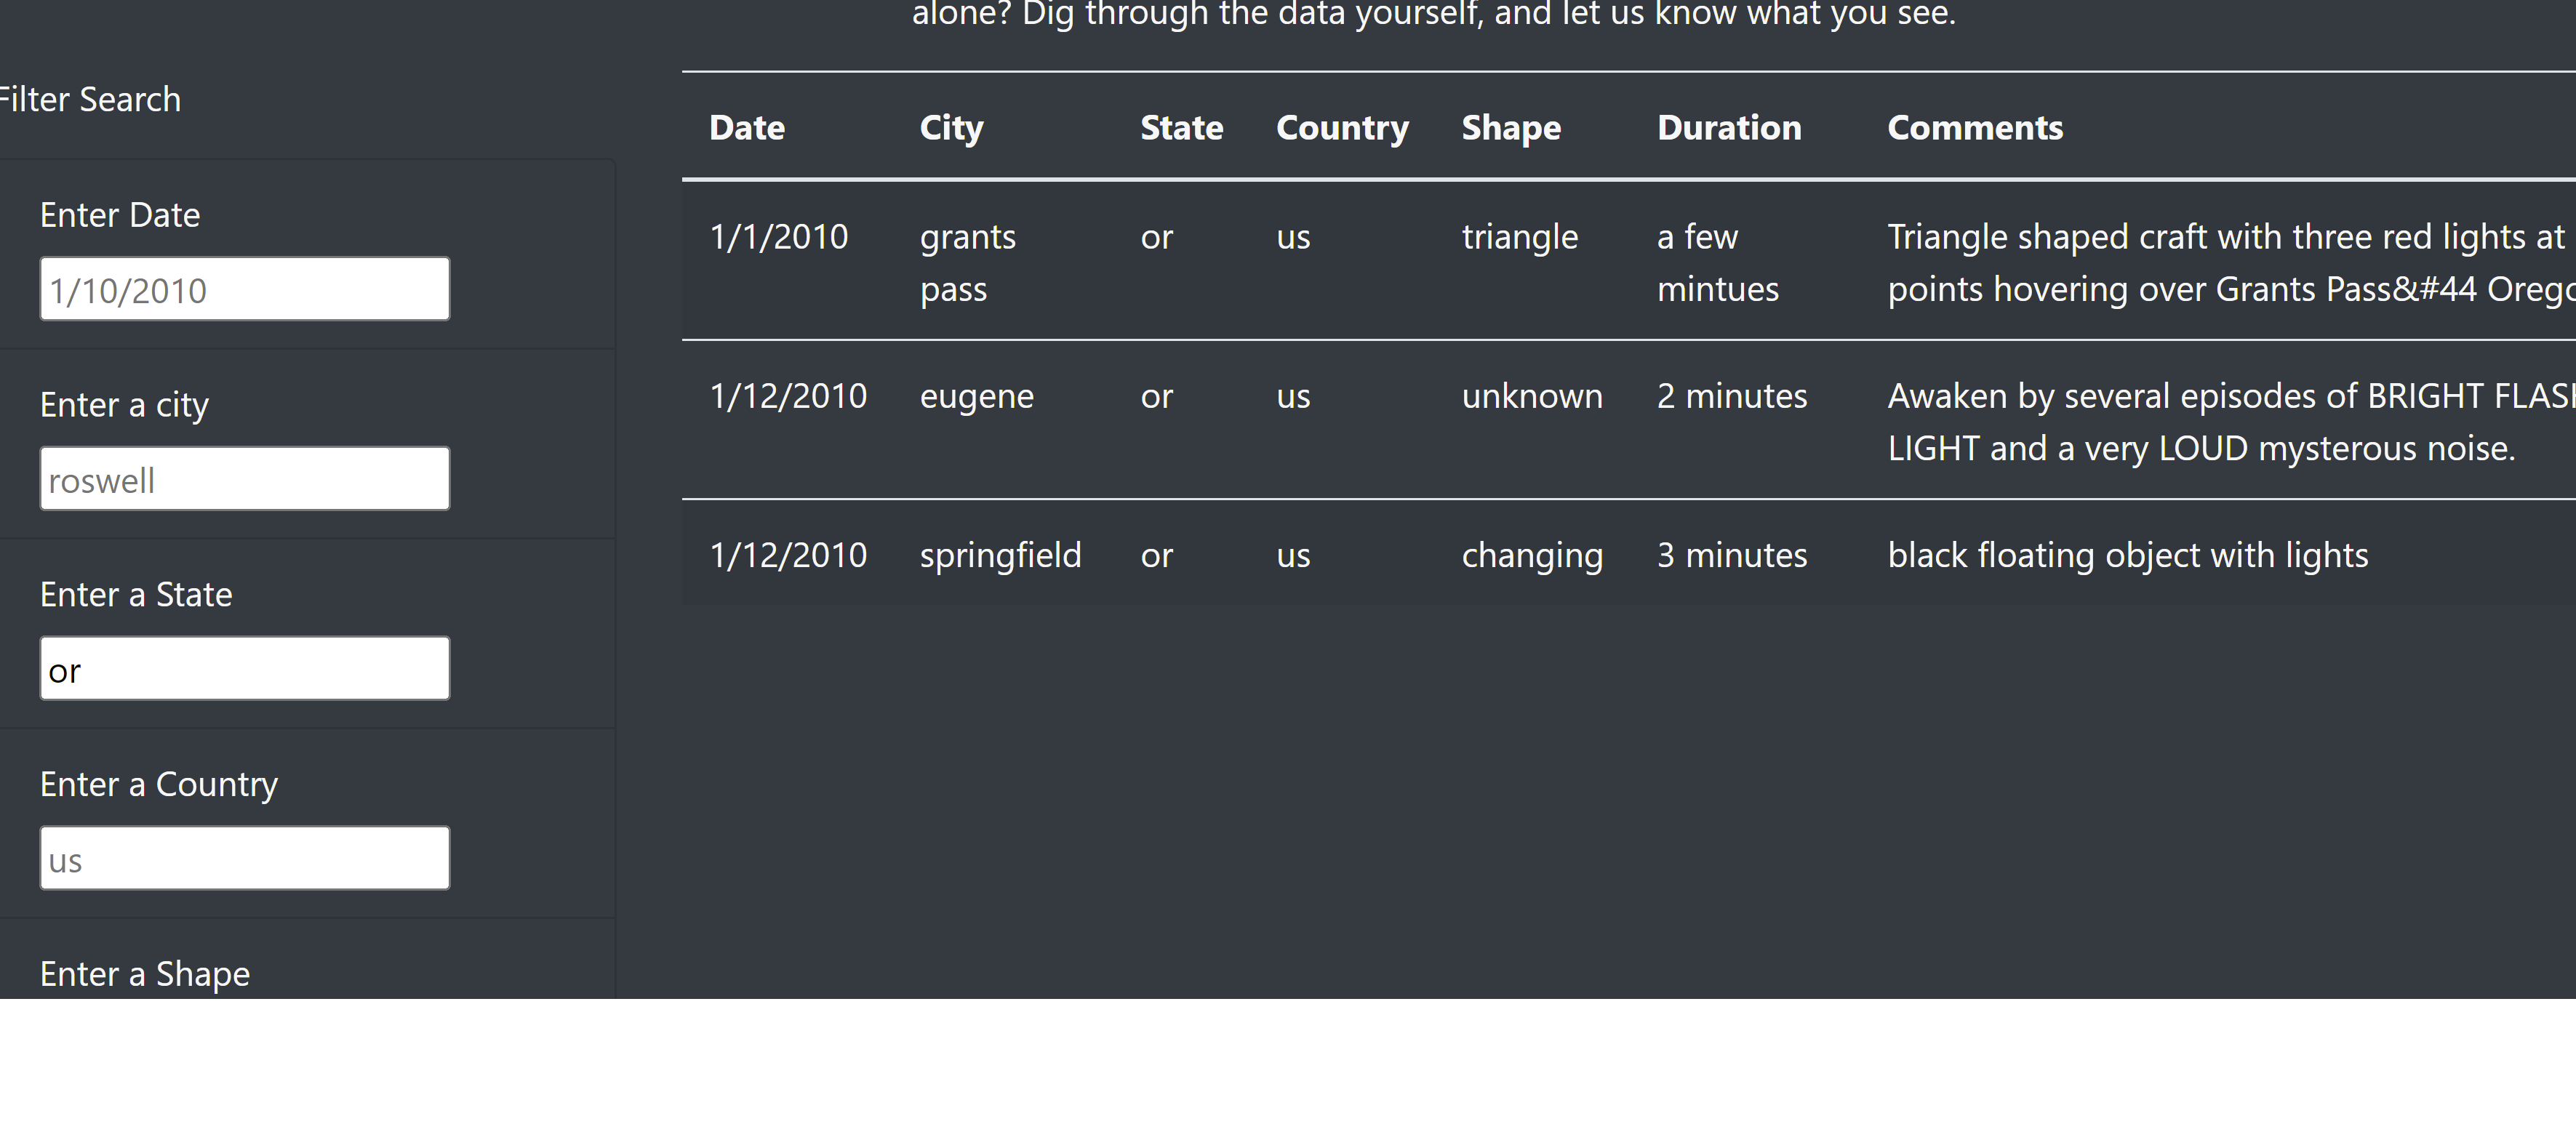 alone? Dig through the data yourself, and let us know what you see.
Filter Search
Enter Date
1/10/2010
Enter a city
roswell
Enter a State
or
Enter a Country
us
Enter a Shape
Date City State Country Shape Duration Comments
1/1/2010 grants pass or us triangle a few mintues Triangle shaped craft with three red lights at
points hovering over Grants Pass&#44
1/12/2010 eugene or us unknown 2 minutes Awaken by several episodes of BRIGHT
LIGHT and a very LOUD mysterous noise.
1/12/2010 springfield or us changing 3 minutes black floating object with lights